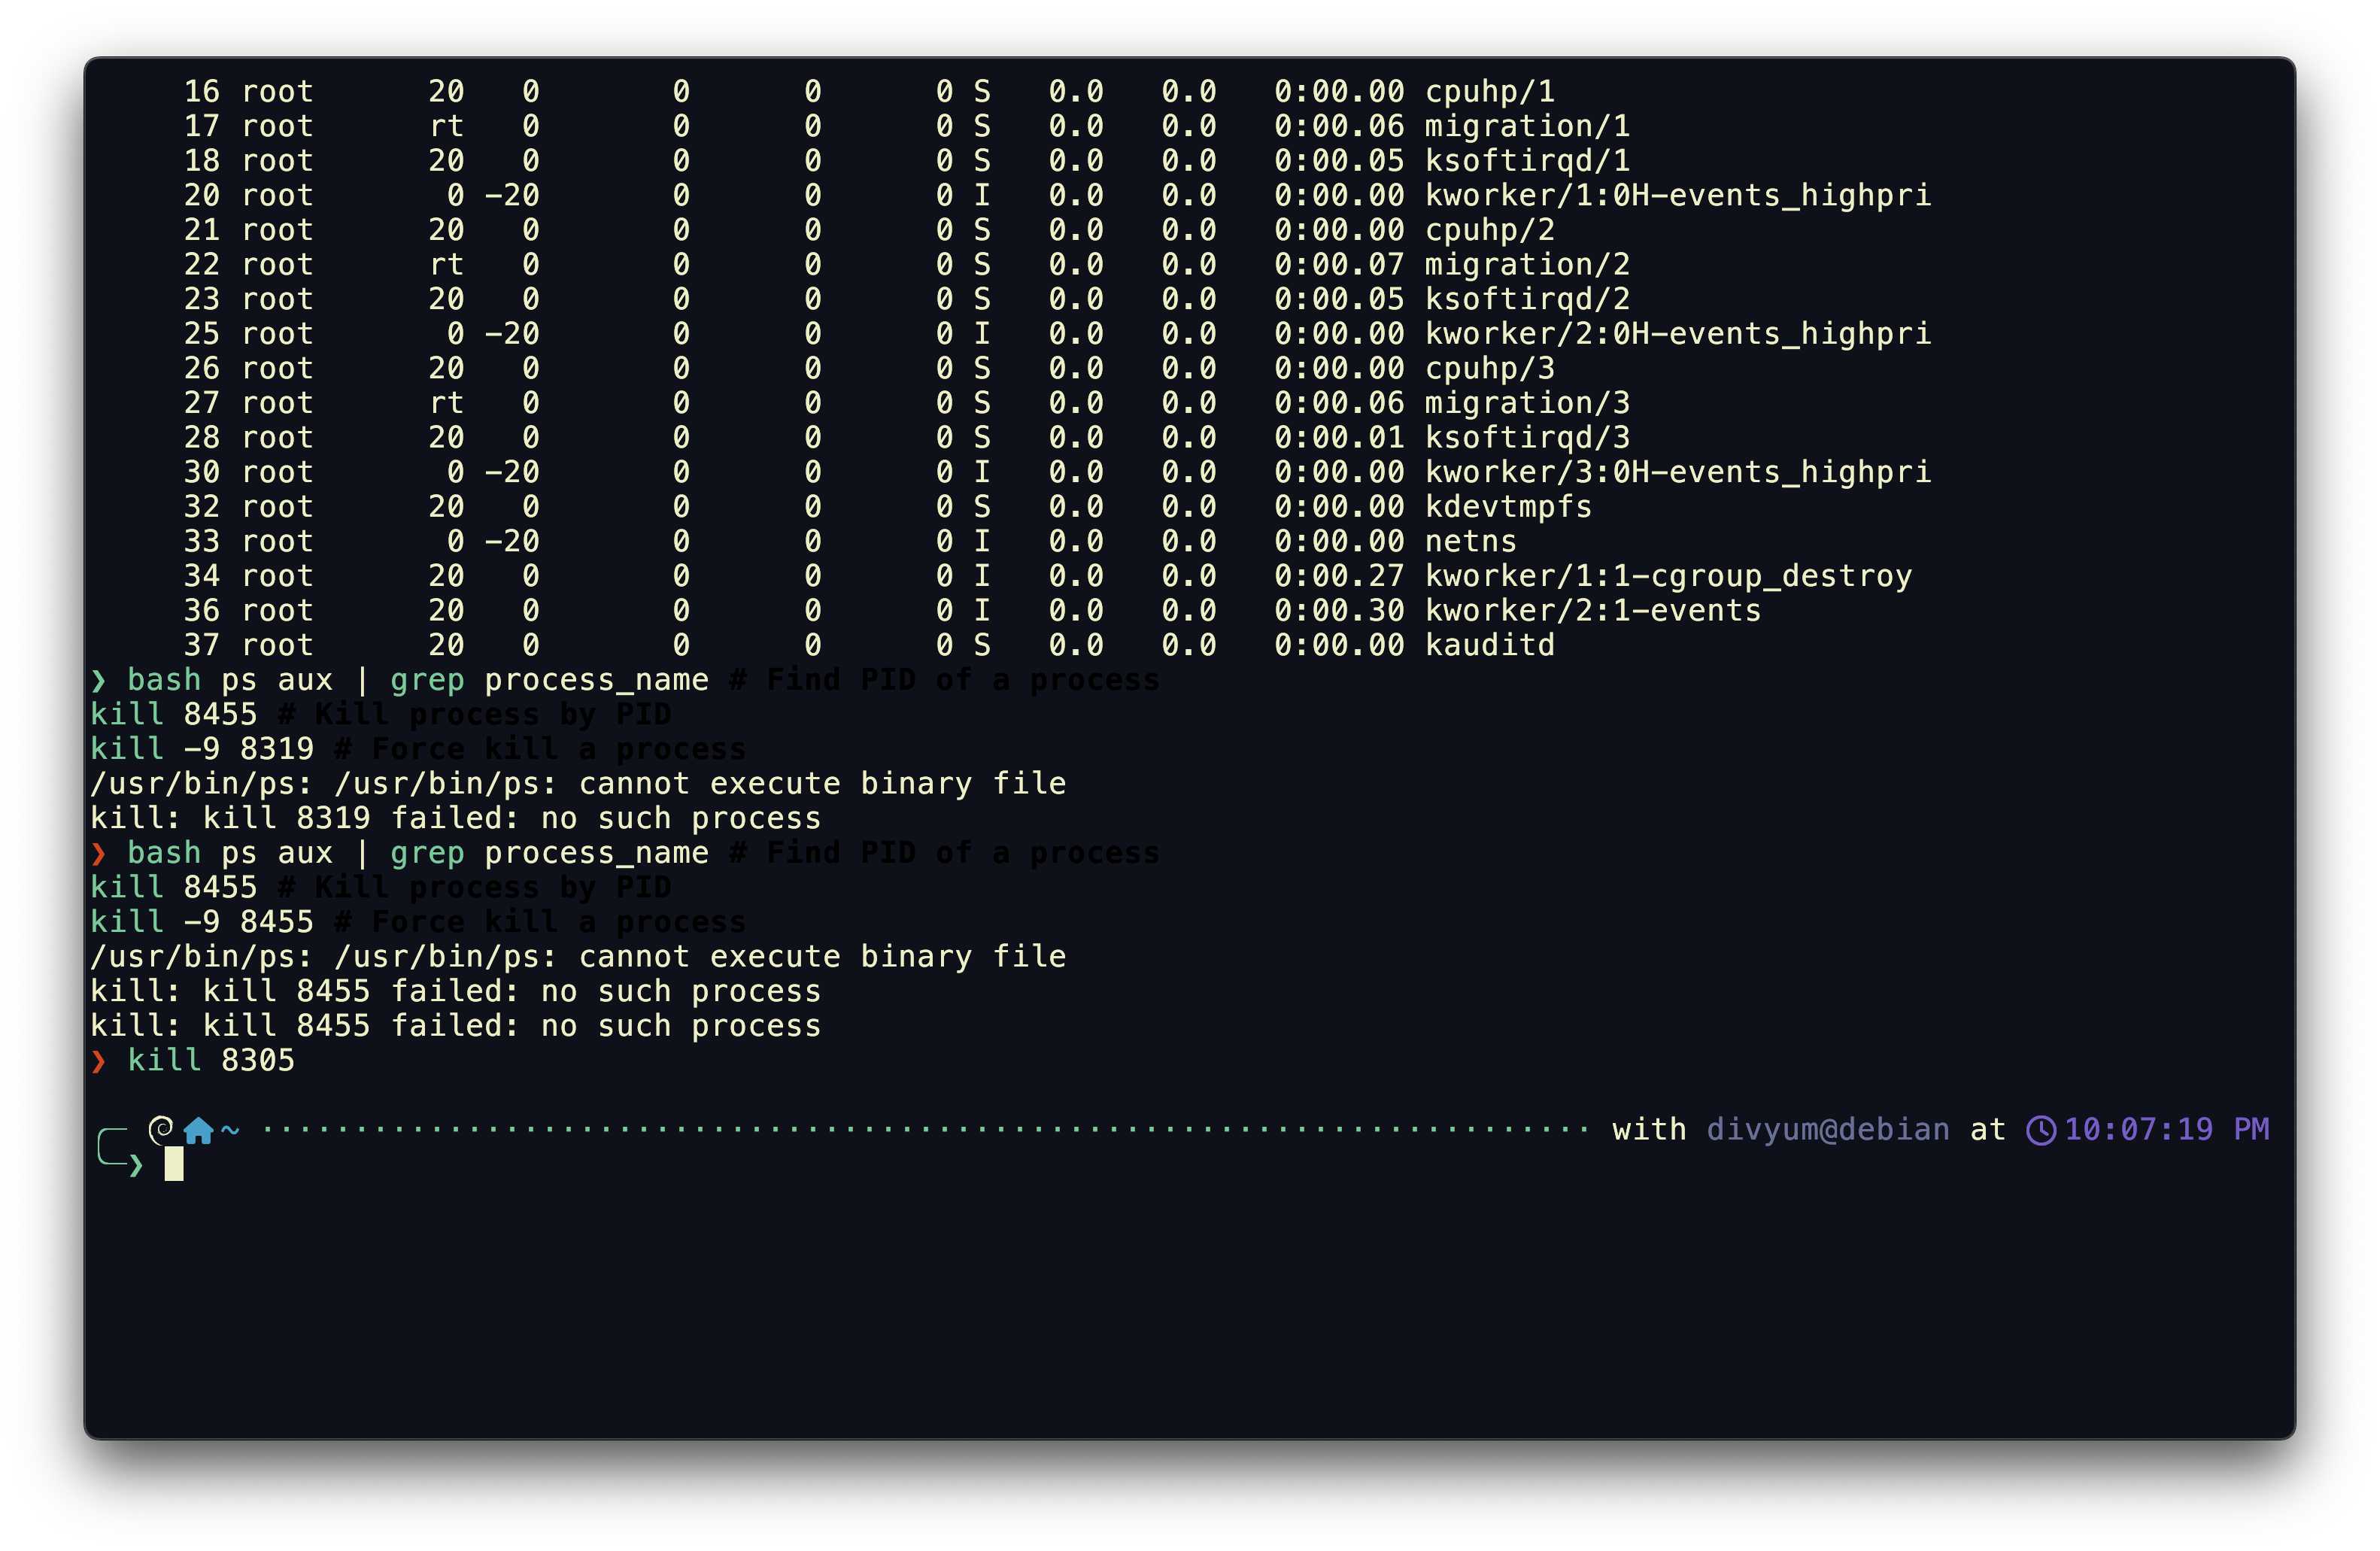 16 root 20 0 0 0 0 S 0.0 0.0 0:00.00 cpuhp/1
17 root rt 0 0 0 0 S 0.0 0.0 0:00.06 migration/1
18 root 20 0 0 0 0 S 0.0 0.0 0:00.05 ksoftirqd/1
20 root 0 -20 0 0 0 I 0.0 0.0 0:00.00 kworker/1:0H-events_highpri
21 root 20 0 0 0 0 S 0.0 0.0 0:00.00 cpuhp/2
22 root rt 0 0 0 0 S 0.0 0.0 0:00.07 migration/2
23 root 20 0 0 0 0 S 0.0 0.0 0:00.05 ksoftirqd/2
25 root 0 -20 0 0 0 I 0.0 0.0 0:00.00 kworker/2:0H-events_highpri
26 root 20 0 0 0 0 S 0.0 0.0 0:00.00 cpuhp/3
27 root rt 0 0 0 0 S 0.0 0.0 0:00.06 migration/3
28 root 20 0 0 0 0 S 0.0 0.0 0:00.01 ksoftirqd/3
30 root 0 -20 0 0 0 I 0.0 0.0 0:00.00 kworker/3:0H-events_highpri
32 root 20 0 0 0 0 S 0.0 0.0 0:00.00 kdevtmpfs
33 root 0 -20 0 0 0 I 0.0 0.0 0:00.00 netns
34 root 20 0 0 0 0 I 0.0 0.0 0:00.27 kworker/1:1-cgroup_destroy
36 root 20 0 0 0 0 I 0.0 0.0 0:00.30 kworker/2:1-events
37 root 20 0 0 0 0 S 0.0 0.0 0:00.00 kauditd
❯ bash ps aux | grep process_name # Find PID of a process
kill 8455 # Kill process by PID
kill -9 8319 # Force kill a process
/usr/bin/ps: /usr/bin/ps: cannot execute binary file
kill: kill 8319 failed: no such process
❯ bash ps aux | grep process_name # Find PID of a process
kill 8455 # Kill process by PID
kill -9 8455 # Force kill a process
/usr/bin/ps: /usr/bin/ps: cannot execute binary file
kill: kill 8455 failed: no such process
kill: kill 8455 failed: no such process
❯ kill 8305
~ ······································································· with divyum@debian at 10:07:19 PM
❯